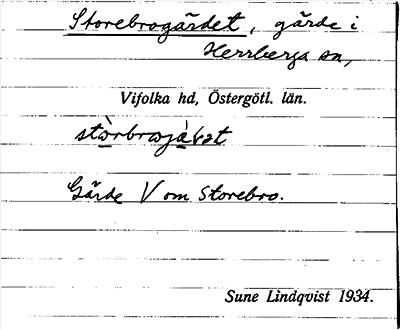 Storebrogärdet, gärde i
Herrberga sn,
Vifolka hd, Östergötl. län.
Gärde V om Storebro.
Sune Lindqvist 1934.